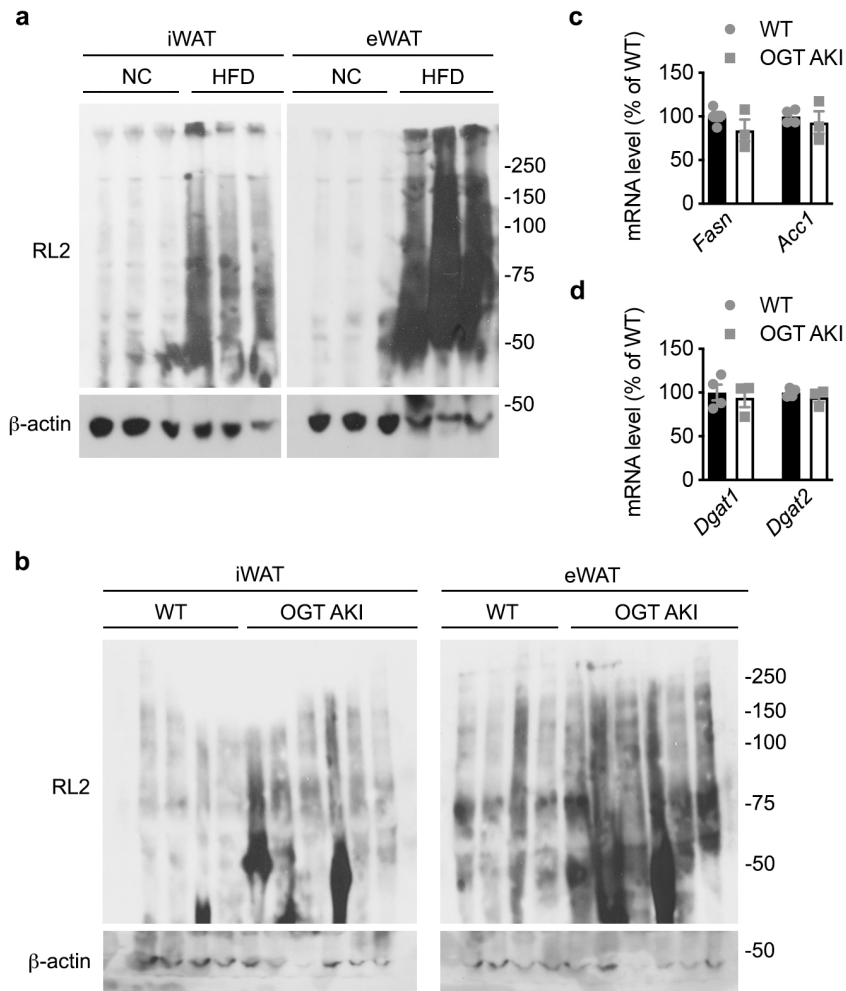 a
iWAT eWAT
NC HFD NC HFD
RL2
-250
-150
-100
-75
-50
β-actin
-50
c
WT
OGT AKI
mRNA level (% of WT)
150
100
50
0
Fasn Acc1
d
WT
OGT AKI
mRNA level (% of WT)
150
100
50
0
Dgat1 Dgat2
b
iWAT eWAT
WT OGT AKI WT OGT AKI
RL2
-250
-150
-100
-75
-50
β-actin
-50